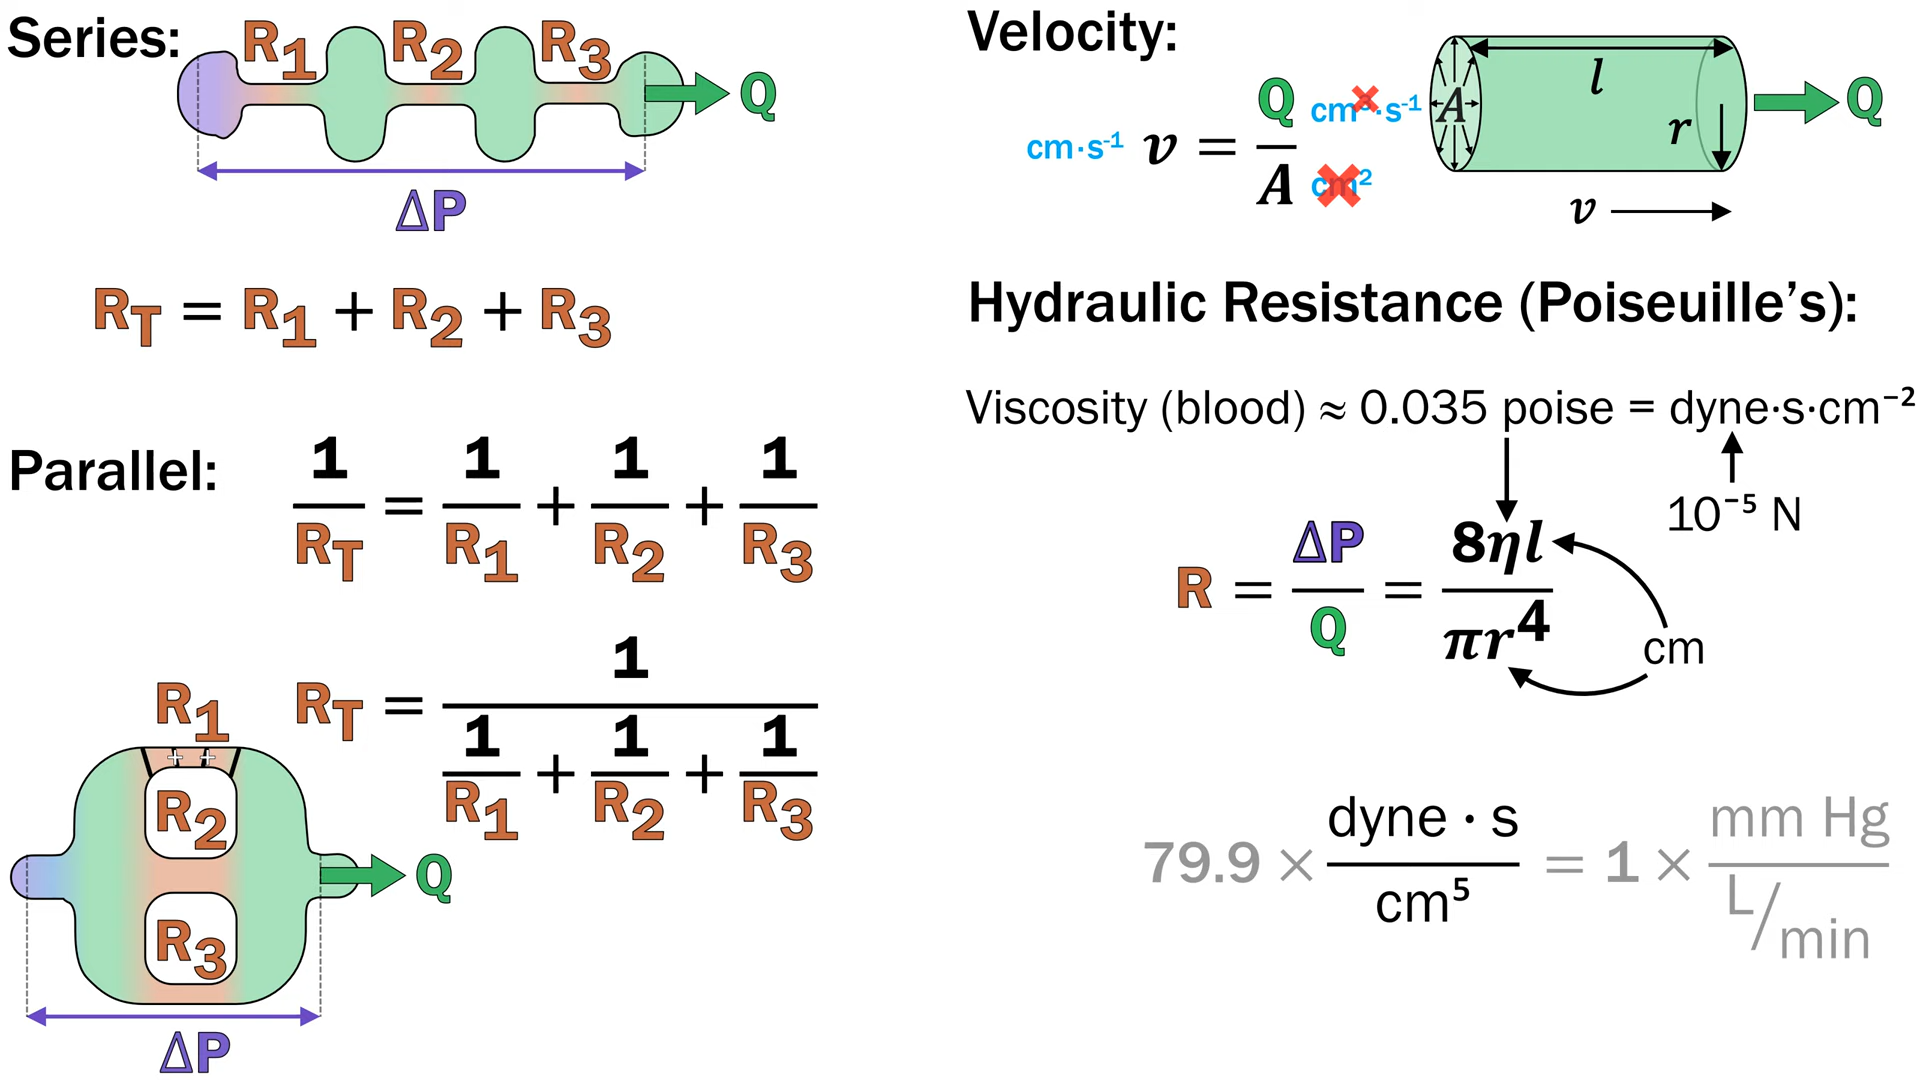 Series:
R₁ R₂ R₃
Q
ΔP
R_T = R₁ + R₂ + R₃
Parallel:
1/R_T = 1/R₁ + 1/R₂ + 1/R₃
R_T = 1/(1/R₁ + 1/R₂ + 1/R₃)
R₁
+ +
R₂
R₃
Q
ΔP
Velocity:
cm·s⁻¹ v = Q/A cm³·s⁻¹ cm²
A l r Q
v
Hydraulic Resistance (Poiseuille’s):
Viscosity (blood) ≈ 0.035 poise = dyne·s·cm⁻²
10⁻⁵ N
R = ΔP/Q = 8ηl/πr⁴
cm
79.9 × dyne · s/cm⁵ = 1 × mm Hg/L/min